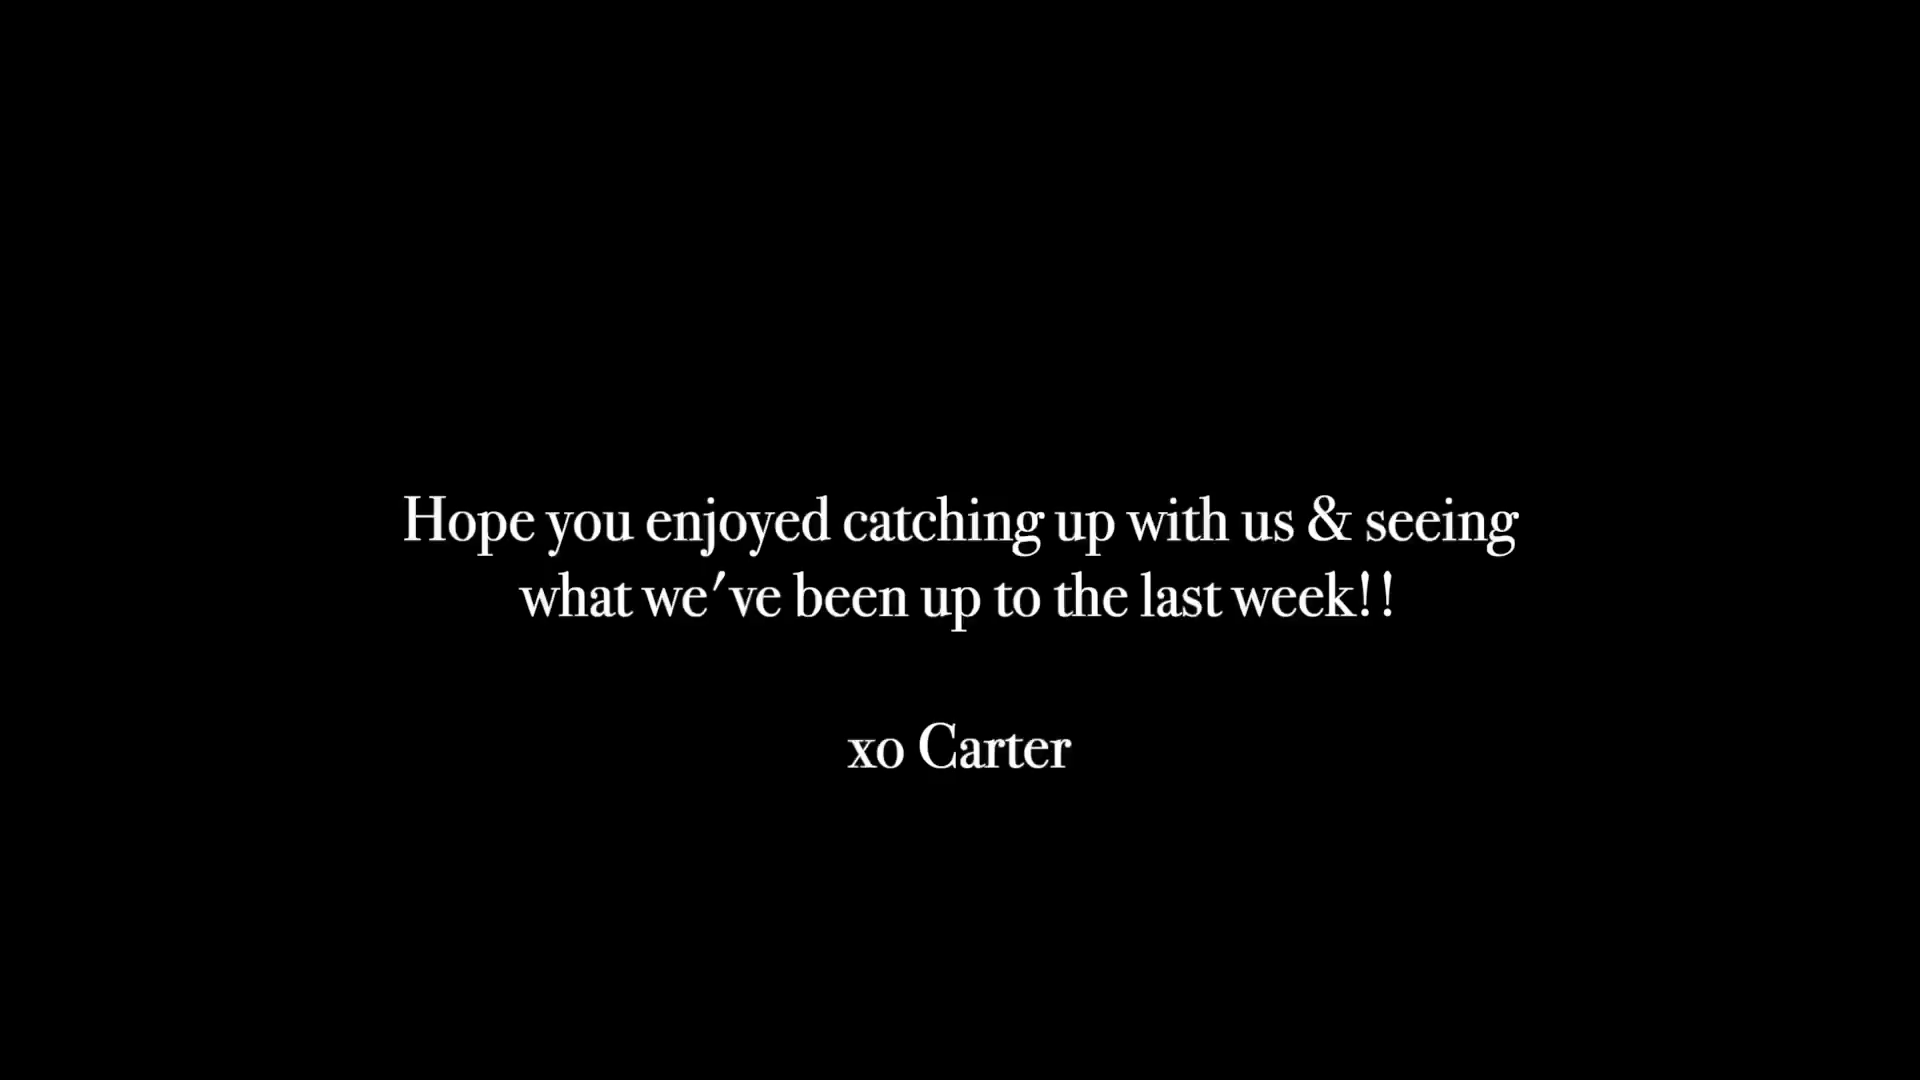 Hope you enjoyed catching up with us & seeing
what we've been up to the last week!!
xo Carter